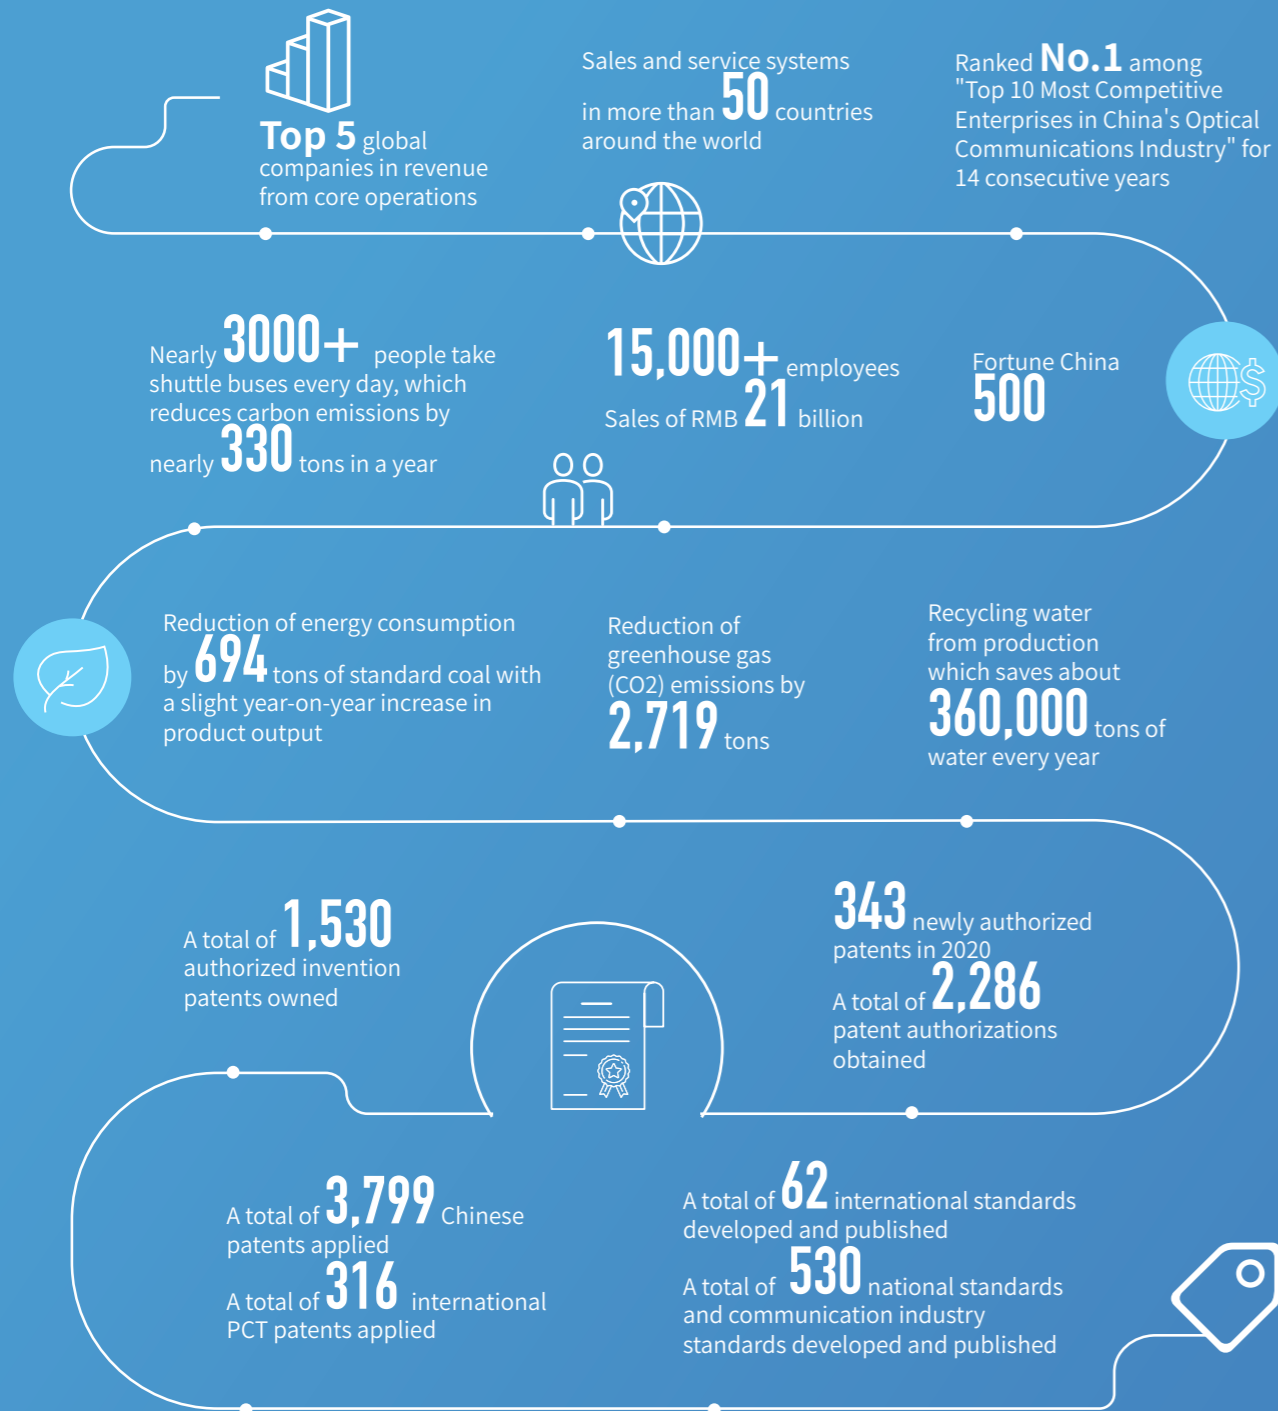 Top 5 global
companies in revenue
from core operations
Sales and service systems
in more than 50 countries
around the world
Ranked No.1 among
"Top 10 Most Competitive
Enterprises in China's Optical
Communications Industry" for
14 consecutive years
Nearly 3000+ people take
shuttle buses every day, which
reduces carbon emissions by
nearly 330 tons in a year
15,000+ employees
Sales of RMB 21 billion
Fortune China
500
$
Reduction of energy consumption
by 694 tons of standard coal with
a slight year-on-year increase in
product output
Reduction of
greenhouse gas
(CO2) emissions by
2,719 tons
Recycling water
from production
which saves about
360,000 tons of
water every year
A total of 1,530
authorized invention
patents owned
343 newly authorized
patents in 2020
A total of 2,286
patent authorizations
obtained
A total of 3,799 Chinese
patents applied
A total of 316 international
PCT patents applied
A total of 62 international standards
developed and published
A total of 530 national standards
and communication industry
standards developed and published